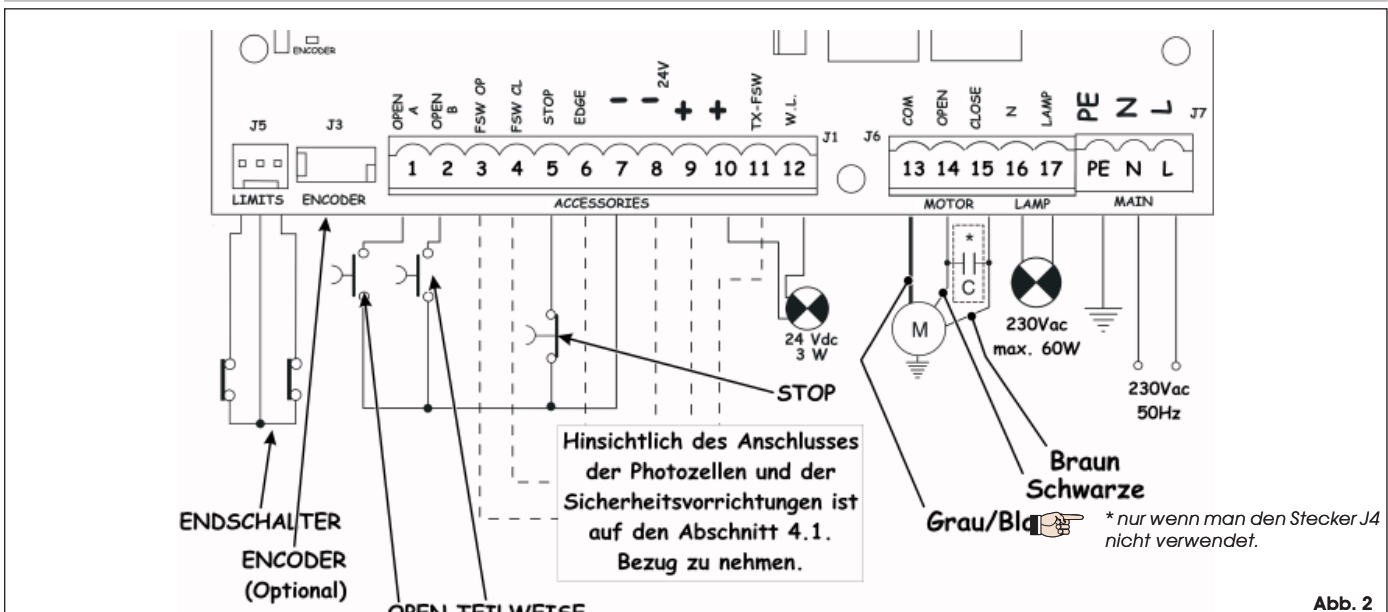 ENCODER
J5
J3
OPEN A
OPEN B
FSW OP
FSW CL
STOP
EDGE
–
–
24V
+
+
TX-FSW
W.L.
J1
J6
COM
OPEN
CLOSE
N
LAMP
PE
N
L
J7
1 2 3 4 5 6 7 8 9 10 11 12
13 14 15 16 17
PE N L
LIMITS
ENCODER
ACCESSORIES
MOTOR
LAMP
MAIN
*
C
M
24 Vdc
3 W
230Vac
max. 60W
230Vac
50Hz
STOP
Hinsichtlich des Anschlusses
der Photozellen und der
Sicherheitsvorrichtungen ist
auf den Abschnitt 4.1.
Bezug zu nehmen.
Braun
Schwarze
Grau/Bla
* nur wenn man den Stecker J4
nicht verwendet.
ENDSCHALTER
ENCODER
(Optional)
OPEN TEILWEISE
Abb. 2